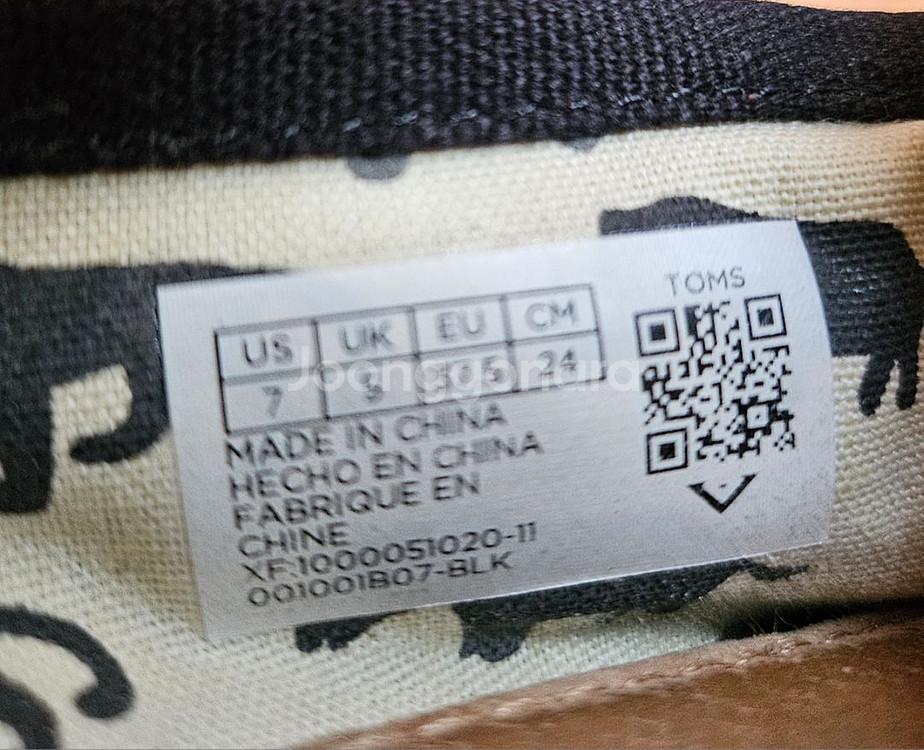 TOMS
US UK EU CM
7 5 24
MADE IN CHINA
HECHO EN CHINA
FABRIQUE EN
CHINE
XF:1000051020-11
001001B07-BLK
Joonggonara